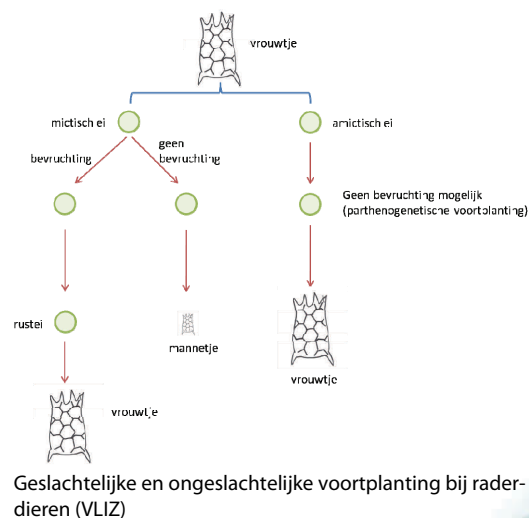 vrouwtje
mictisch ei
amictisch ei
geen
bevruchting
bevruchting
Geen bevruchting mogelijk
(parthenogenetische voortplanting)
rustei
mannetje
vrouwtje
vrouwtje
Geslachtelijke en ongeslachtelijke voortplanting bij rader-
dieren (VLIZ)